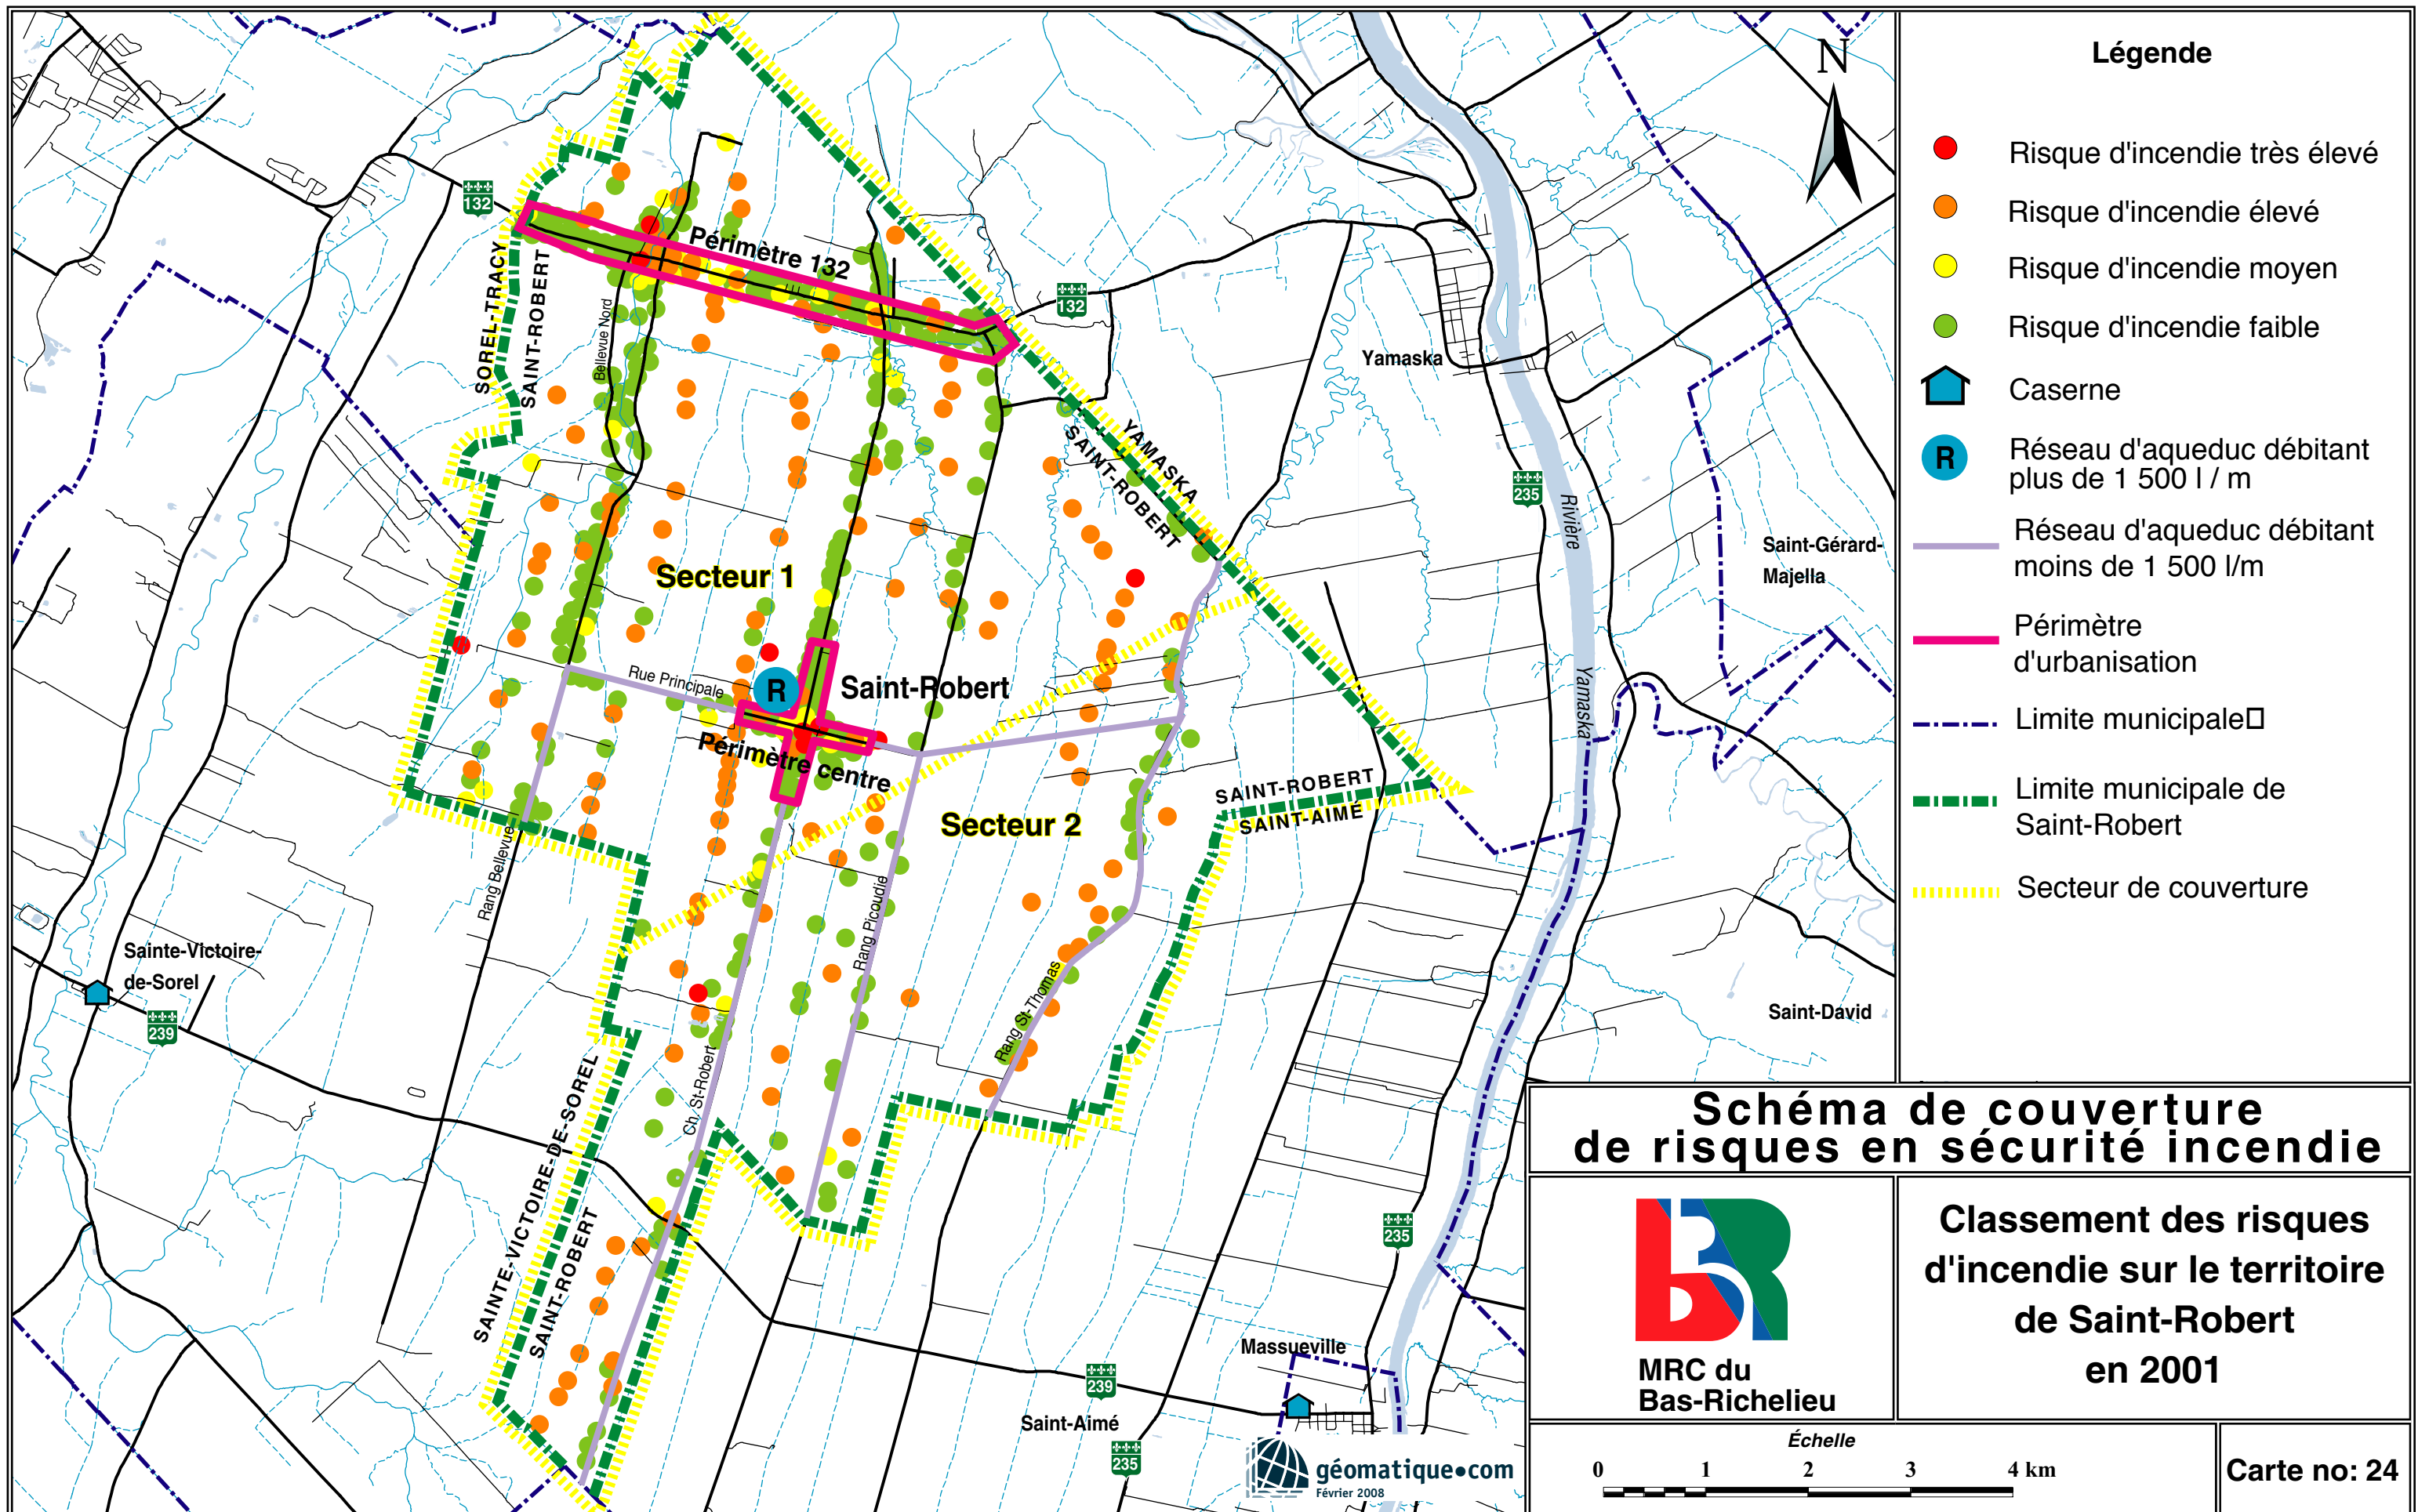 Légende
Risque d'incendie très élevé
Risque d'incendie élevé
Risque d'incendie moyen
Risque d'incendie faible
Caserne
R
Réseau d'aqueduc débitant
plus de 1 500 l / m
Réseau d'aqueduc débitant
moins de 1 500 l/m
Périmètre
d'urbanisation
Limite municipale
Limite municipale de
Saint-Robert
Secteur de couverture
N
132
Périmètre 132
SOREL-TRACY
SAINT-ROBERT
Bellevue Nord
132
Yamaska
YAMASKA
SAINT-ROBERT
235
Rivière
Yamaska
Saint-Gérard-
Majella
Secteur 1
Rue Principale
R
Saint-Robert
Périmètre centre
Secteur 2
SAINT-ROBERT
SAINT-AIMÉ
Rang Bellevue
Rang Picoudie
Rang St-Thomas
Ch. St-Robert
Sainte-Victoire-
de-Sorel
239
Saint-David
SAINTE-VICTOIRE-DE-SOREL
SAINT-ROBERT
235
Massueville
239
Saint-Aimé
235
géomatique•com
Février 2008
Schéma de couverture
de risques en sécurité incendie
MRC du
Bas-Richelieu
Classement des risques
d'incendie sur le territoire
de Saint-Robert
en 2001
Échelle
0 1 2 3 4 km
Carte no: 24